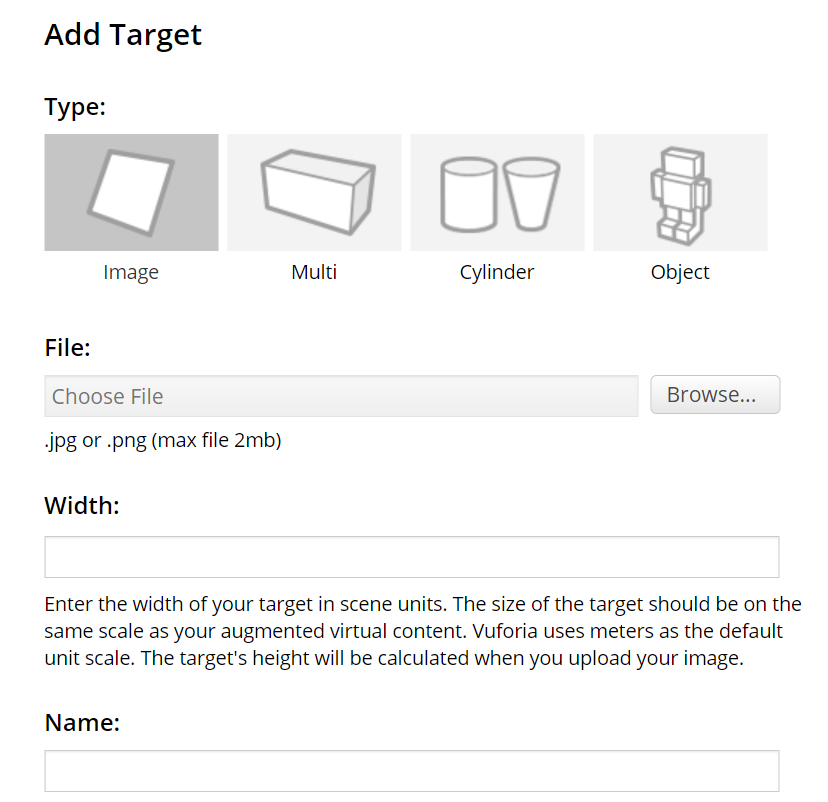 Add Target
Type:
Image
Multi
Cylinder
Object
File:
Choose File
Browse...
.jpg or .png (max file 2mb)
Width:
Enter the width of your target in scene units. The size of the target should be on the
same scale as your augmented virtual content. Vuforia uses meters as the default
unit scale. The target's height will be calculated when you upload your image.
Name: